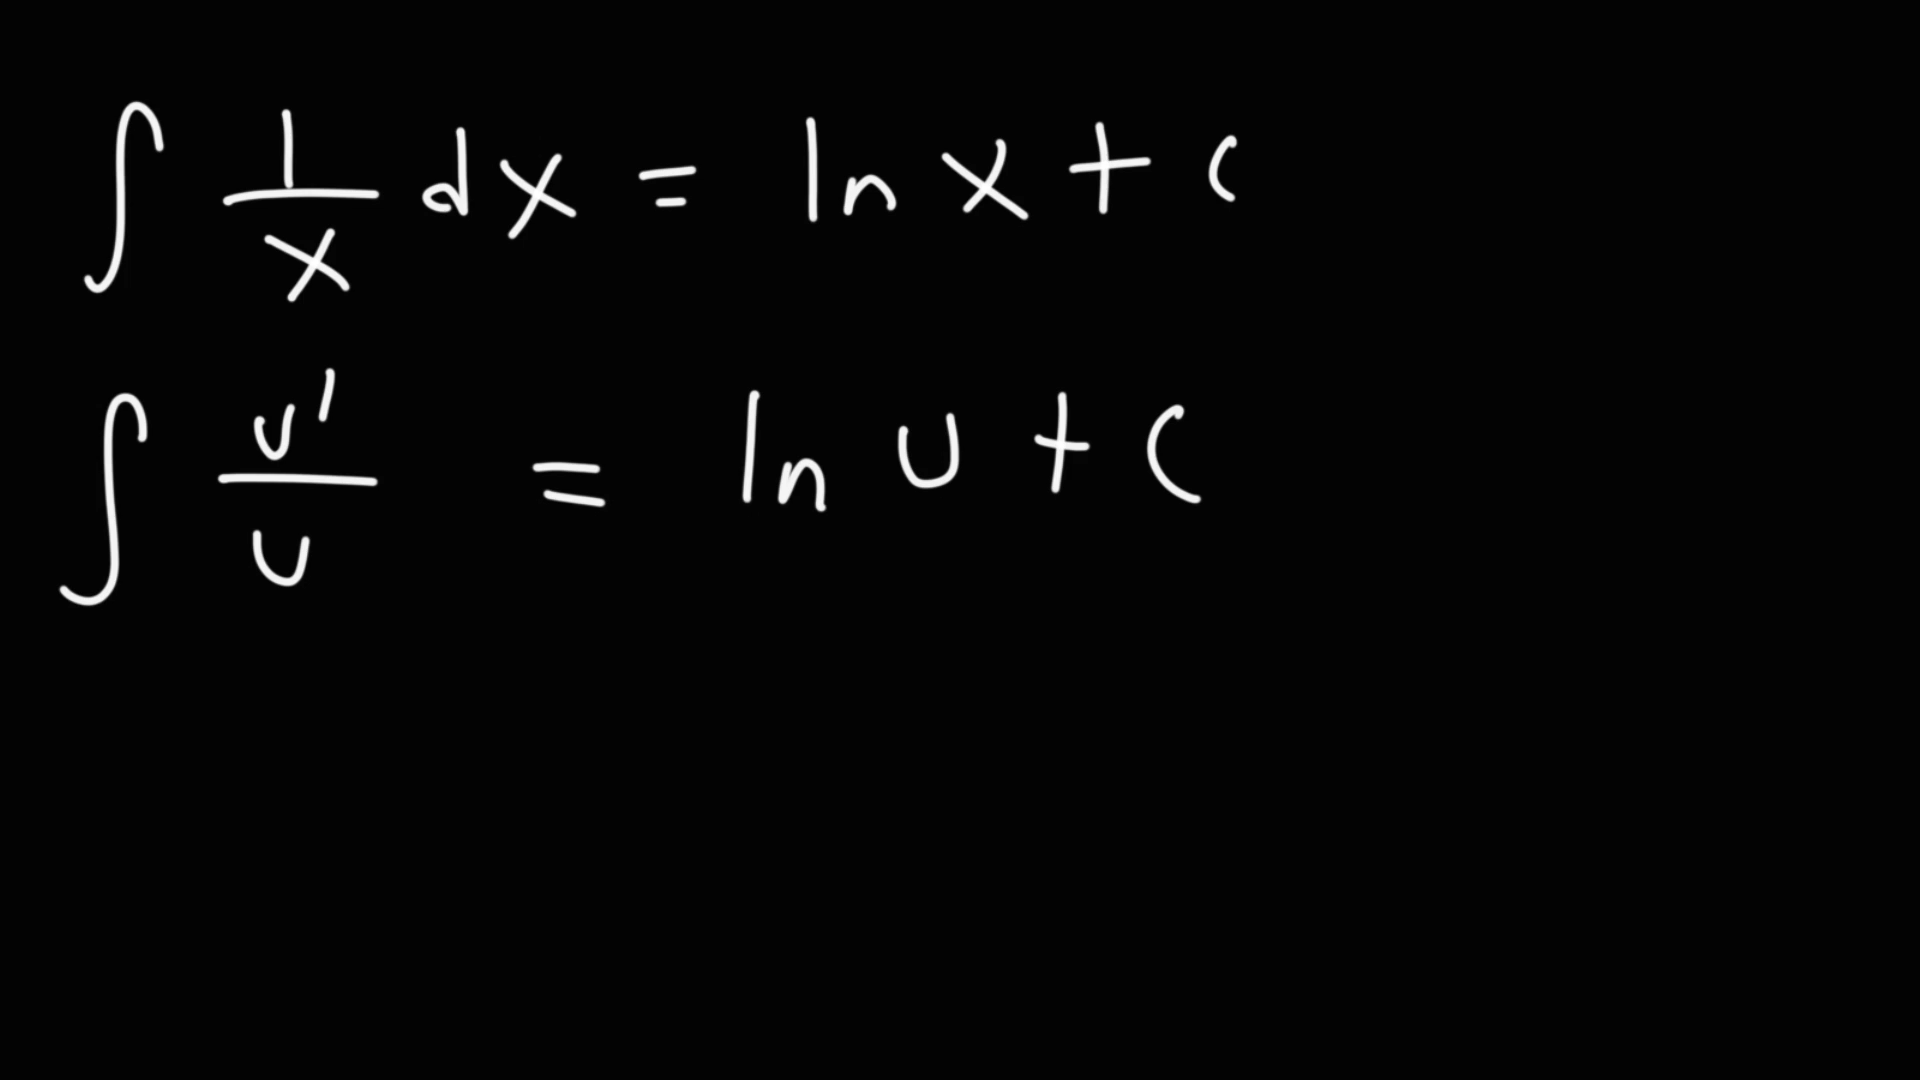 ∫ 1/x dx = ln x + c
∫ u'/u = ln u + c